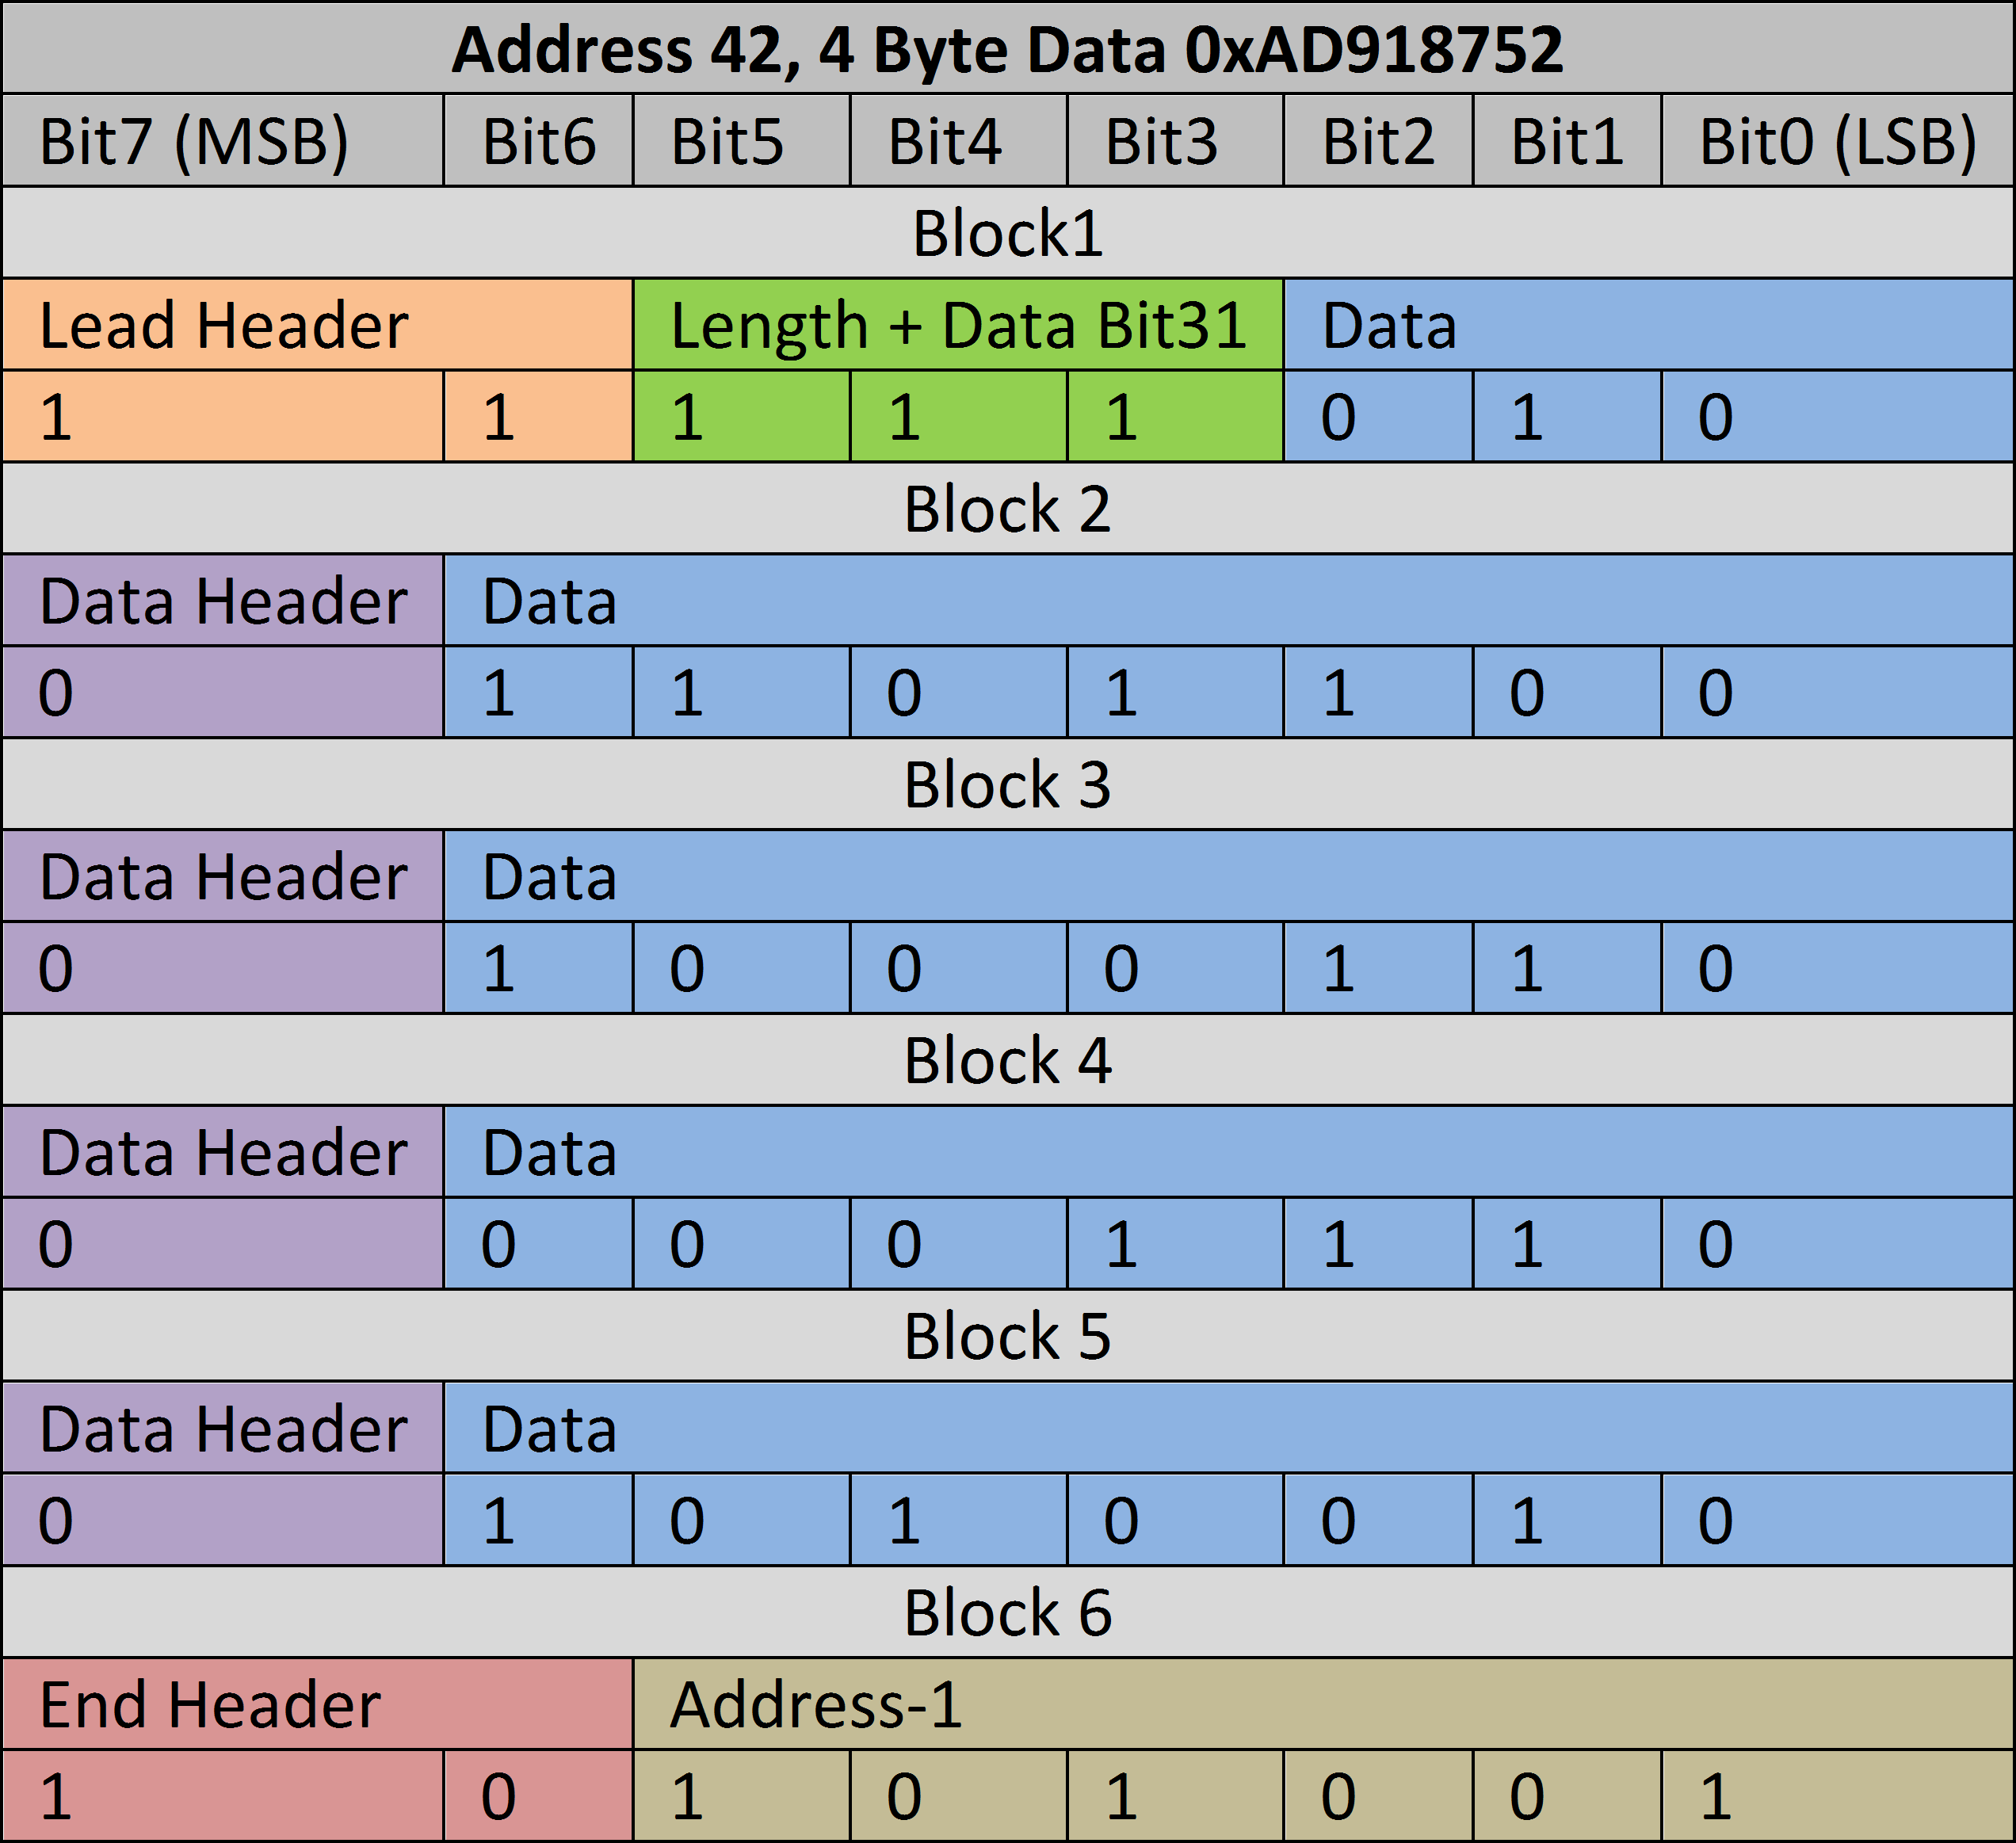 Address 42, 4 Byte Data 0xAD918752
Bit7 (MSB) Bit6 Bit5 Bit4 Bit3 Bit2 Bit1 Bit0 (LSB)
Block1
Lead Header Length + Data Bit31 Data
1 1 1 1 1 0 1 0
Block 2
Data Header Data
0 1 1 0 1 1 0 0
Block 3
Data Header Data
0 1 0 0 0 1 1 0
Block 4
Data Header Data
0 0 0 0 1 1 1 0
Block 5
Data Header Data
0 1 0 1 0 0 1 0
Block 6
End Header Address-1
1 0 1 0 1 0 0 1